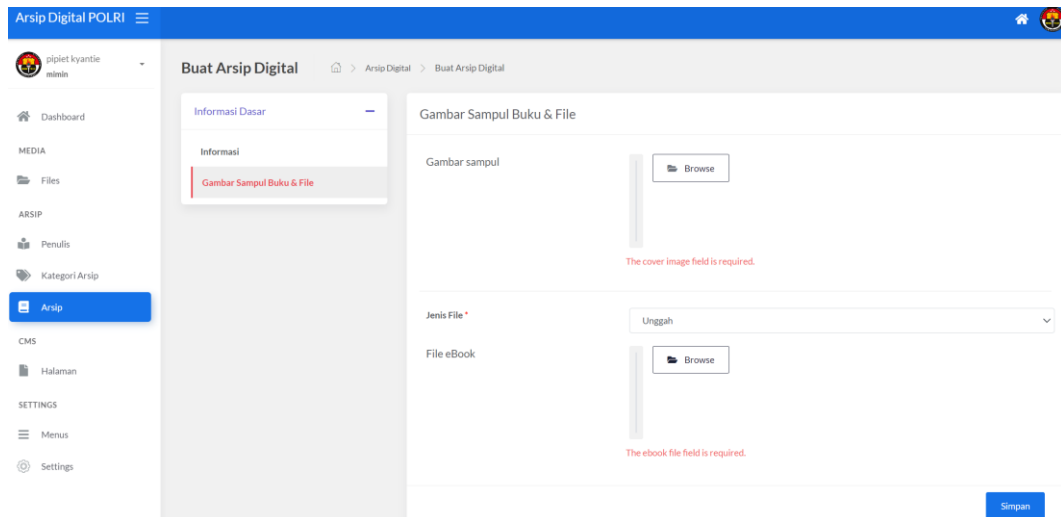 Arsip Digital POLRI
pipiet kyantie
mimin
Dashboard
MEDIA
Files
ARSIP
Penulis
Kategori Arsip
Arsip
CMS
Halaman
SETTINGS
Menus
Settings
Buat Arsip Digital
Arsip Digital > Buat Arsip Digital
Informasi Dasar
Informasi
Gambar Sampul Buku & File
Gambar Sampul Buku & File
Gambar sampul
Browse
The cover image field is required.
Jenis File *
Unggah
File eBook
Browse
The ebook file field is required.
Simpan